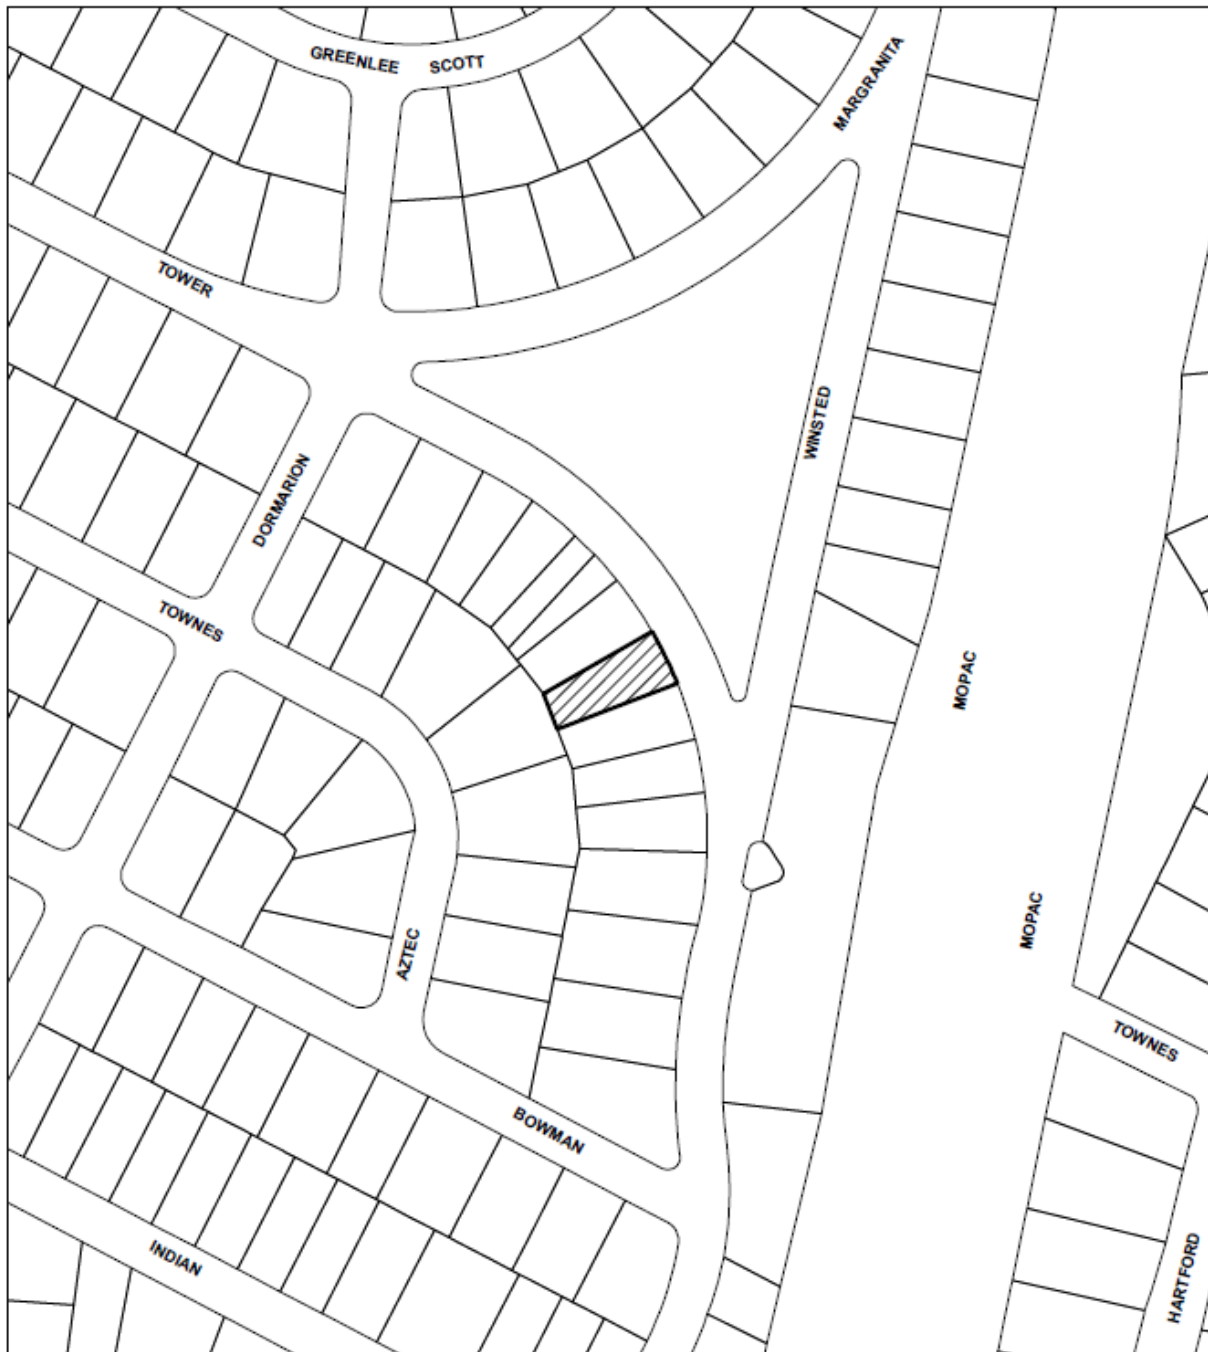 GREENLEE SCOTT
MARGRANITA
TOWER
WINSTED
DORMARION
TOWNES
MOPAC
MOPAC
AZTEC
TOWNES
BOWMAN
INDIAN
HARTFORD